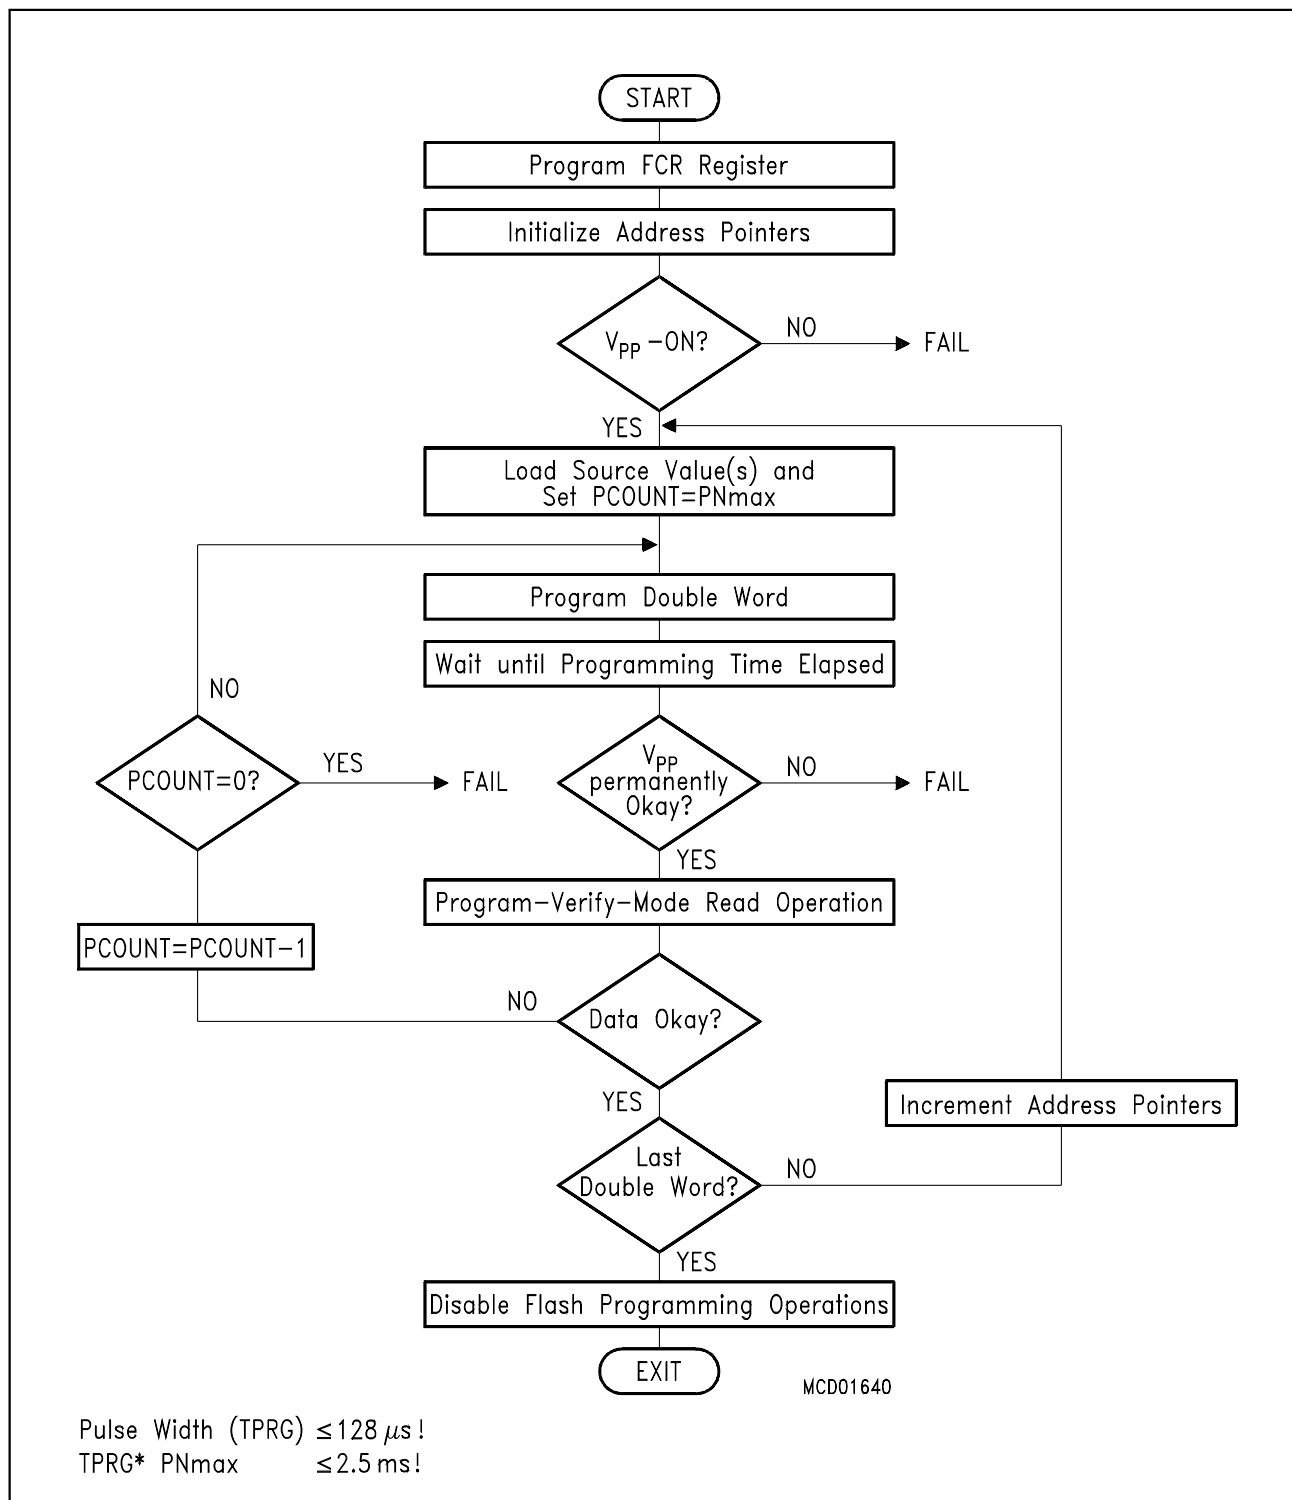 START
Program FCR Register
Initialize Address Pointers
VPP -ON?
NO
FAIL
YES
Load Source Value(s) and
Set PCOUNT=PNmax
Program Double Word
Wait until Programming Time Elapsed
NO
PCOUNT=0?
YES
FAIL
VPP
permanently
Okay?
NO
FAIL
YES
Program-Verify-Mode Read Operation
PCOUNT=PCOUNT-1
NO
Data Okay?
YES
Increment Address Pointers
Last
Double Word?
NO
YES
Disable Flash Programming Operations
EXIT
MCD01640
Pulse Width (TPRG) ≤128 μs!
TPRG* PNmax ≤2.5 ms!